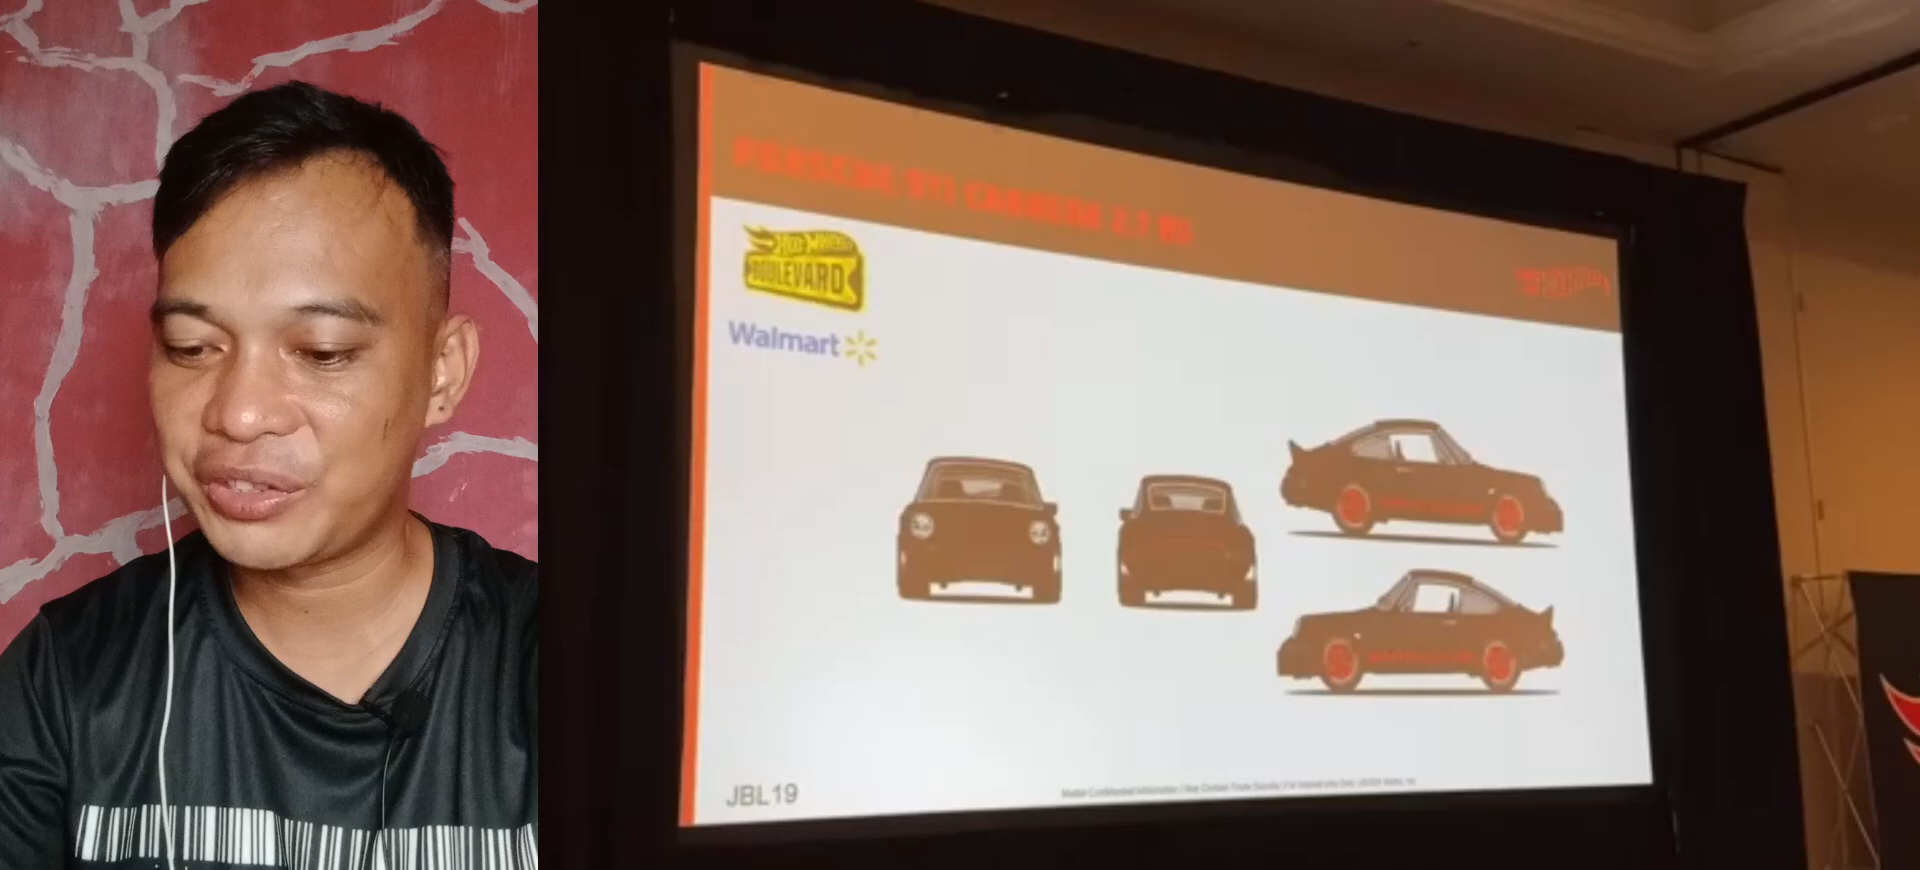 PORSCHE 911 CARRERA 2.7 RS
HOT WHEELS
BOULEVARD
Walmart
JBL19